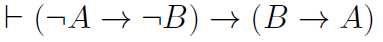 ⊢ (¬A → ¬B) → (B → A)